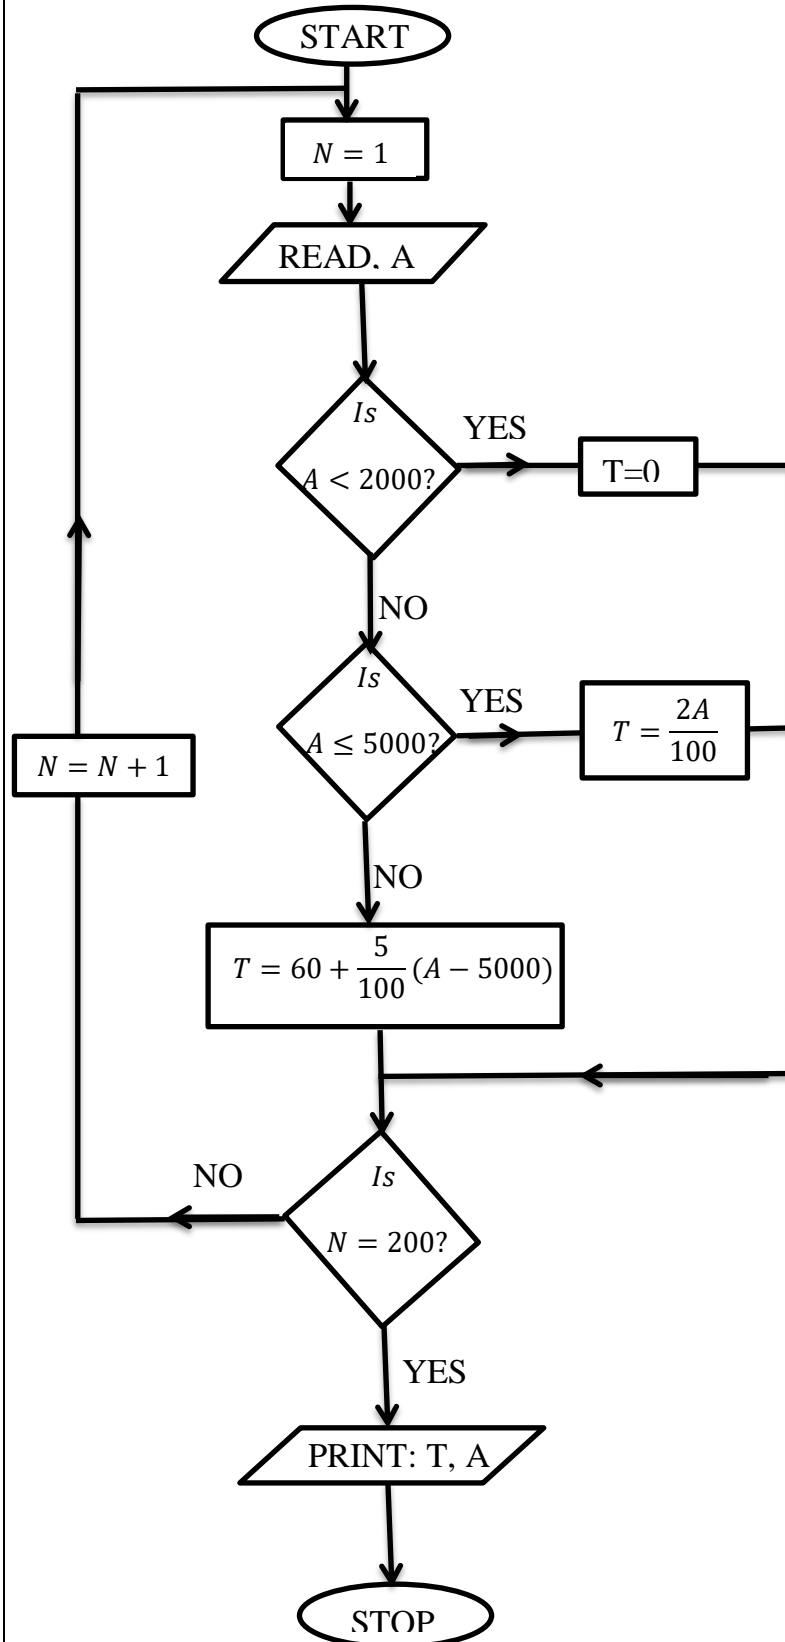 START
N = 1
READ, A
Is
A < 2000?
YES
T=0
NO
Is
A ≤ 5000?
YES
T = 2A/100
N = N + 1
NO
T = 60 + 5/100 (A − 5000)
Is
N = 200?
NO
YES
PRINT: T, A
STOP